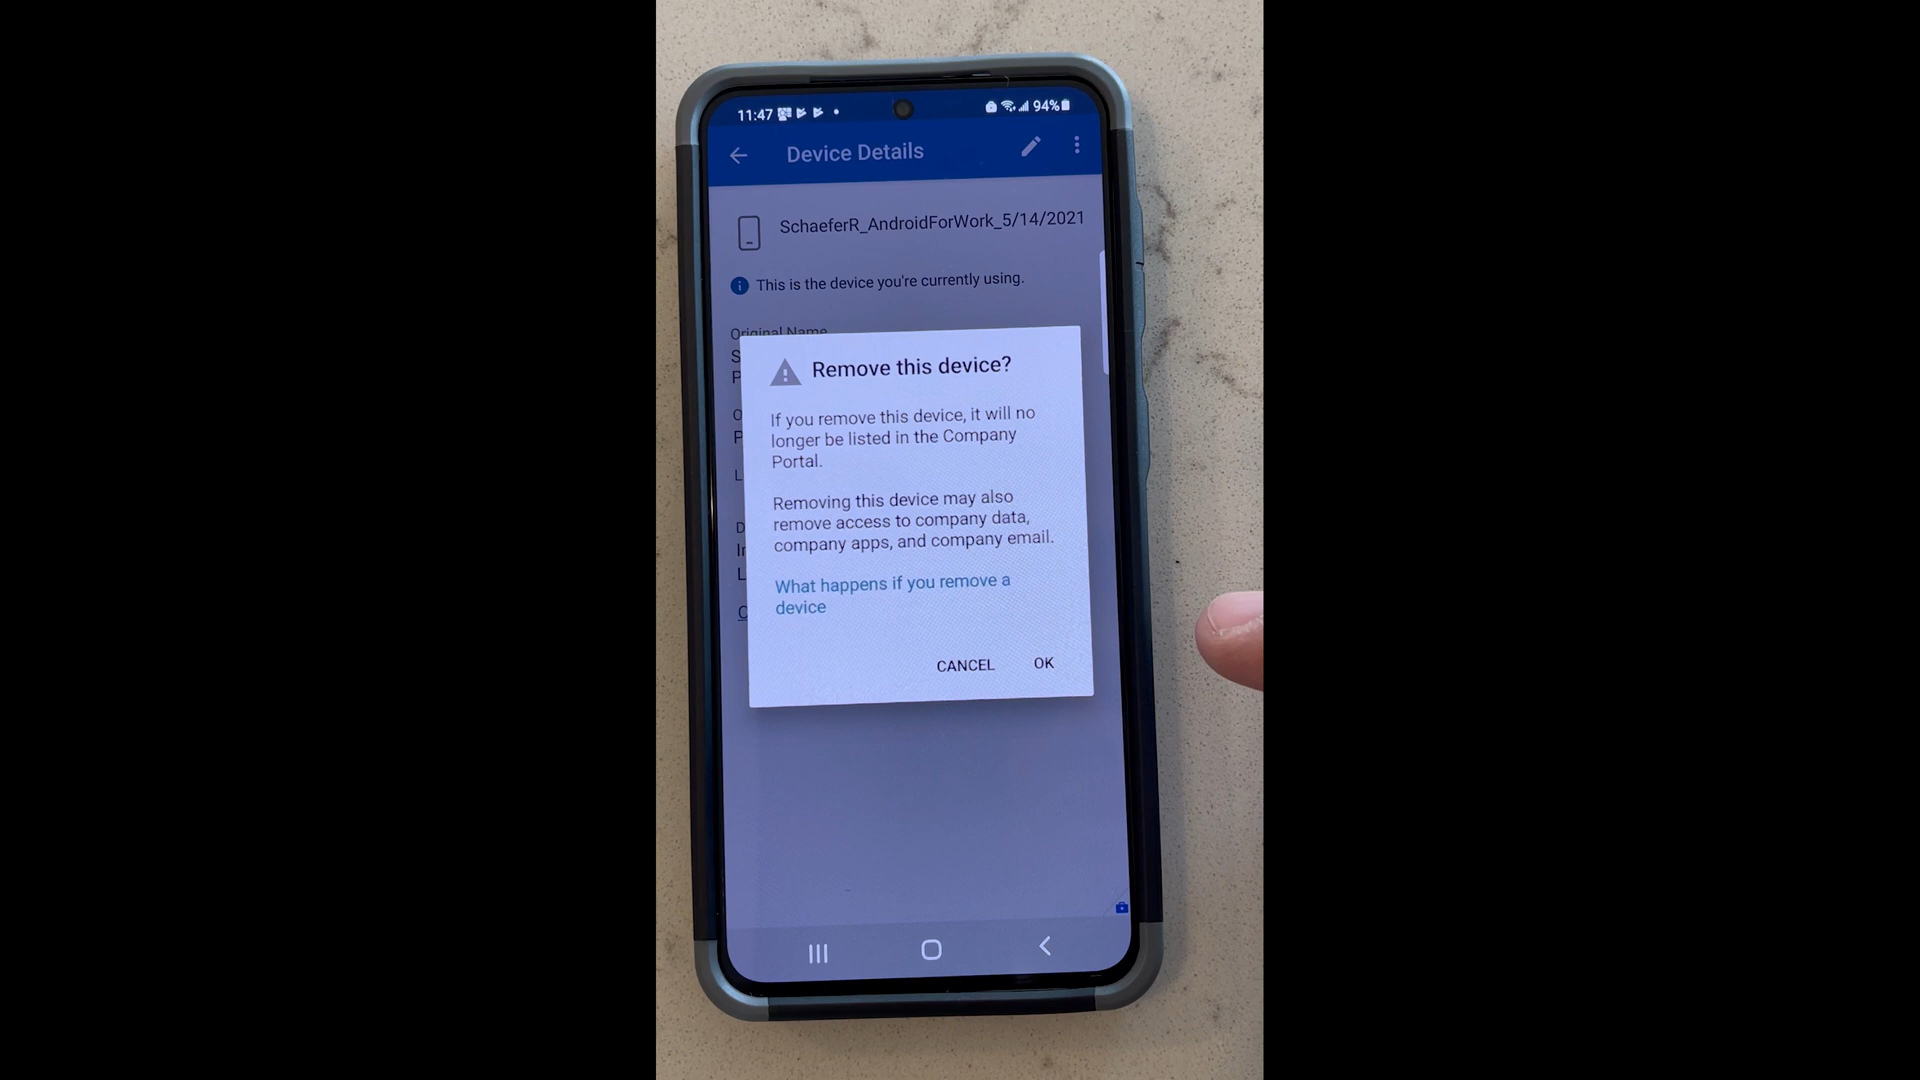 11:47
94%
Device Details
SchaeferR_AndroidForWork_5/14/2021
This is the device you're currently using.
Original Name
S
P
O
P
L
D
In
L
C
Remove this device?
If you remove this device, it will no
longer be listed in the Company
Portal.
Removing this device may also
remove access to company data,
company apps, and company email.
What happens if you remove a
device
CANCEL OK